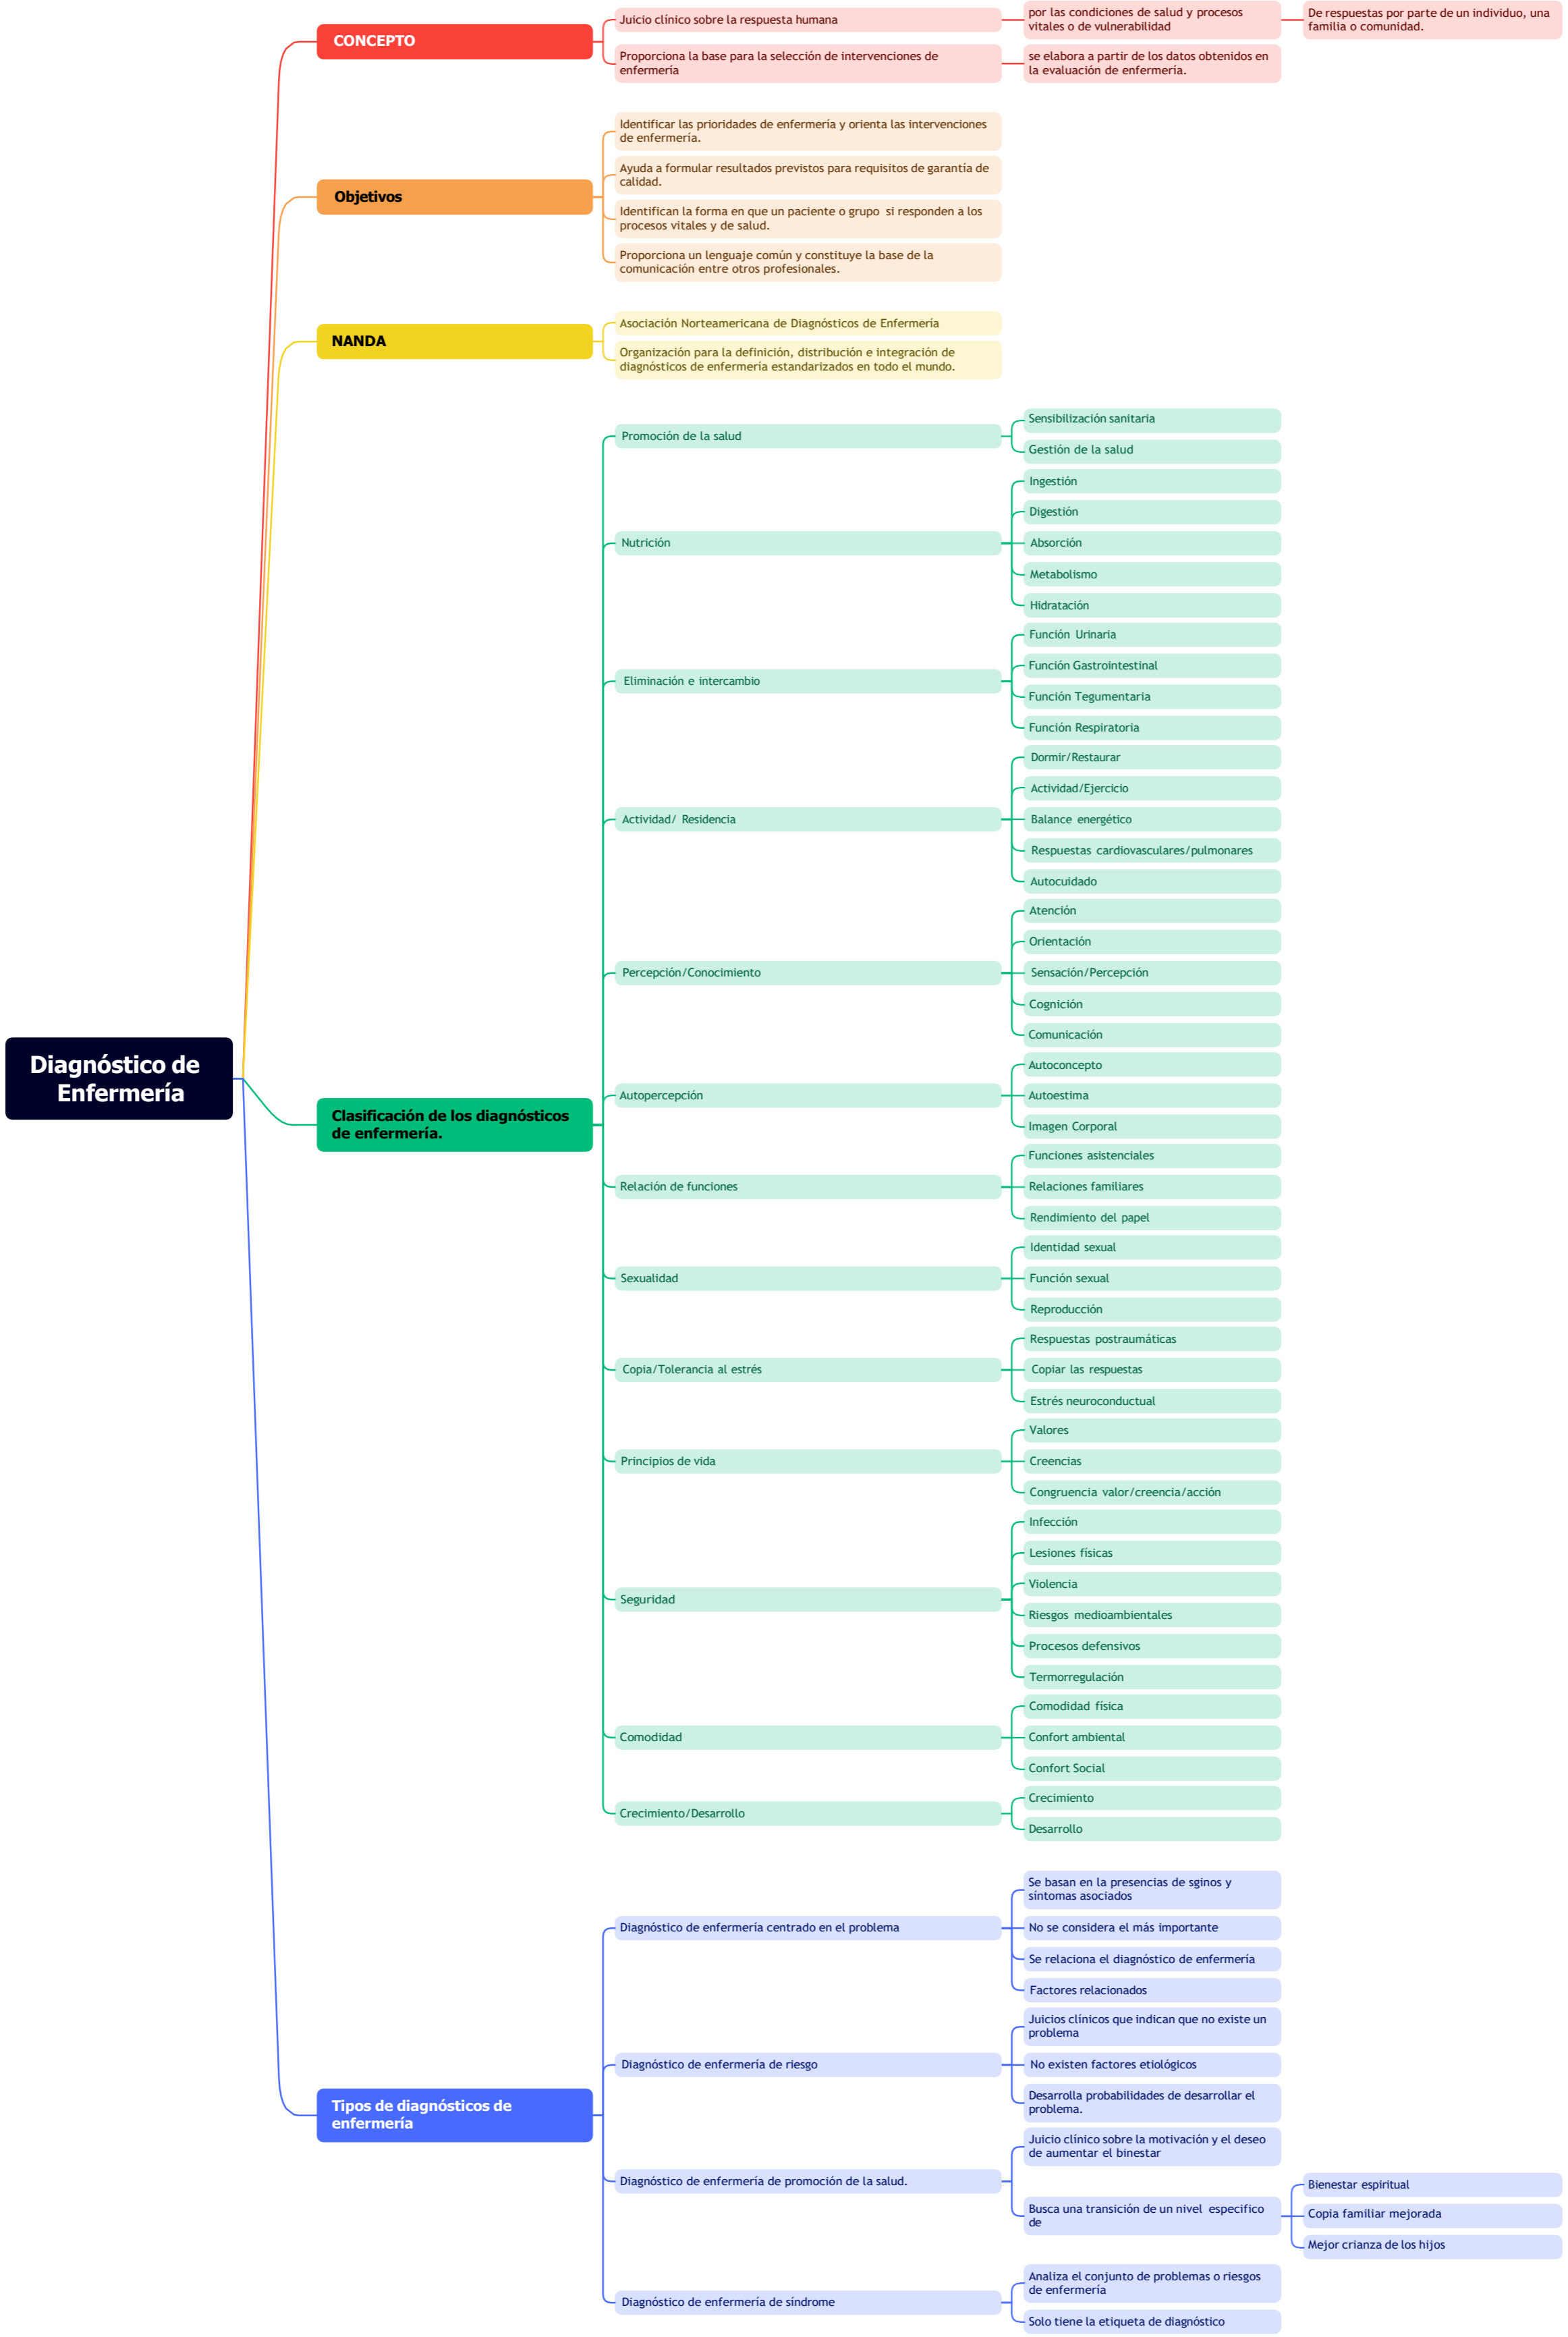 CONCEPTO
Juicio clínico sobre la respuesta humana
por las condiciones de salud y procesos
vitales o de vulnerabilidad
De respuestas por parte de un individuo, una
familia o comunidad.
Proporciona la base para la selección de intervenciones de
enfermería
se elabora a partir de los datos obtenidos en
la evaluación de enfermería.
Objetivos
Identificar las prioridades de enfermería y orienta las intervenciones
de enfermería.
Ayuda a formular resultados previstos para requisitos de garantía de
calidad.
Identifican la forma en que un paciente o grupo si responden a los
procesos vitales y de salud.
Proporciona un lenguaje común y constituye la base de la
comunicación entre otros profesionales.
NANDA
Asociación Norteamericana de Diagnósticos de Enfermería
Organización para la definición, distribución e integración de
diagnósticos de enfermería estandarizados en todo el mundo.
Diagnóstico de
Enfermería
Clasificación de los diagnósticos
de enfermería.
Promoción de la salud
Sensibilización sanitaria
Gestión de la salud
Nutrición
Ingestión
Digestión
Absorción
Metabolismo
Hidratación
Eliminación e intercambio
Función Urinaria
Función Gastrointestinal
Función Tegumentaria
Función Respiratoria
Actividad/ Residencia
Dormir/Restaurar
Actividad/Ejercicio
Balance energético
Respuestas cardiovasculares/pulmonares
Autocuidado
Percepción/Conocimiento
Atención
Orientación
Sensación/Percepción
Cognición
Comunicación
Autopercepción
Autoconcepto
Autoestima
Imagen Corporal
Relación de funciones
Funciones asistenciales
Relaciones familiares
Rendimiento del papel
Sexualidad
Identidad sexual
Función sexual
Reproducción
Copia/Tolerancia al estrés
Respuestas postraumáticas
Copiar las respuestas
Estrés neuroconductual
Principios de vida
Valores
Creencias
Congruencia valor/creencia/acción
Seguridad
Infección
Lesiones físicas
Violencia
Riesgos medioambientales
Procesos defensivos
Termorregulación
Comodidad
Comodidad física
Confort ambiental
Confort Social
Crecimiento/Desarrollo
Crecimiento
Desarrollo
Tipos de diagnósticos de
enfermería
Diagnóstico de enfermería centrado en el problema
Se basan en la presencias de sginos y
síntomas asociados
No se considera el más importante
Se relaciona el diagnóstico de enfermería
Factores relacionados
Diagnóstico de enfermería de riesgo
Juicios clínicos que indican que no existe un
problema
No existen factores etiológicos
Desarrolla probabilidades de desarrollar el
problema.
Diagnóstico de enfermería de promoción de la salud.
Juicio clínico sobre la motivación y el deseo
de aumentar el binestar
Busca una transición de un nivel especifico
de
Bienestar espiritual
Copia familiar mejorada
Mejor crianza de los hijos
Diagnóstico de enfermería de síndrome
Analiza el conjunto de problemas o riesgos
de enfermería
Solo tiene la etiqueta de diagnóstico